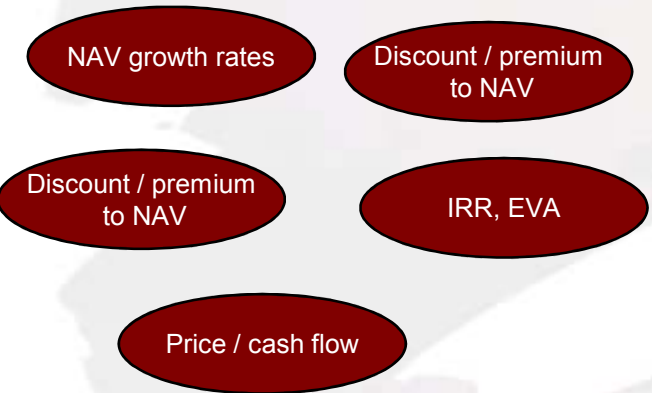 NAV growth rates
Discount / premium
to NAV
Discount / premium
to NAV
IRR, EVA
Price / cash flow